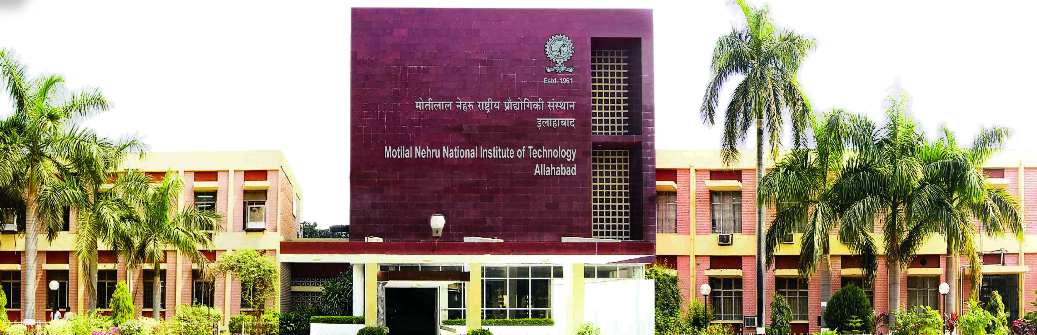 Estd. 1961
मोतीलाल नेहरु राष्ट्रीय प्रौद्योगिकी संस्थान
इलाहाबाद
Motilal Nehru National Institute of Technology
Allahabad